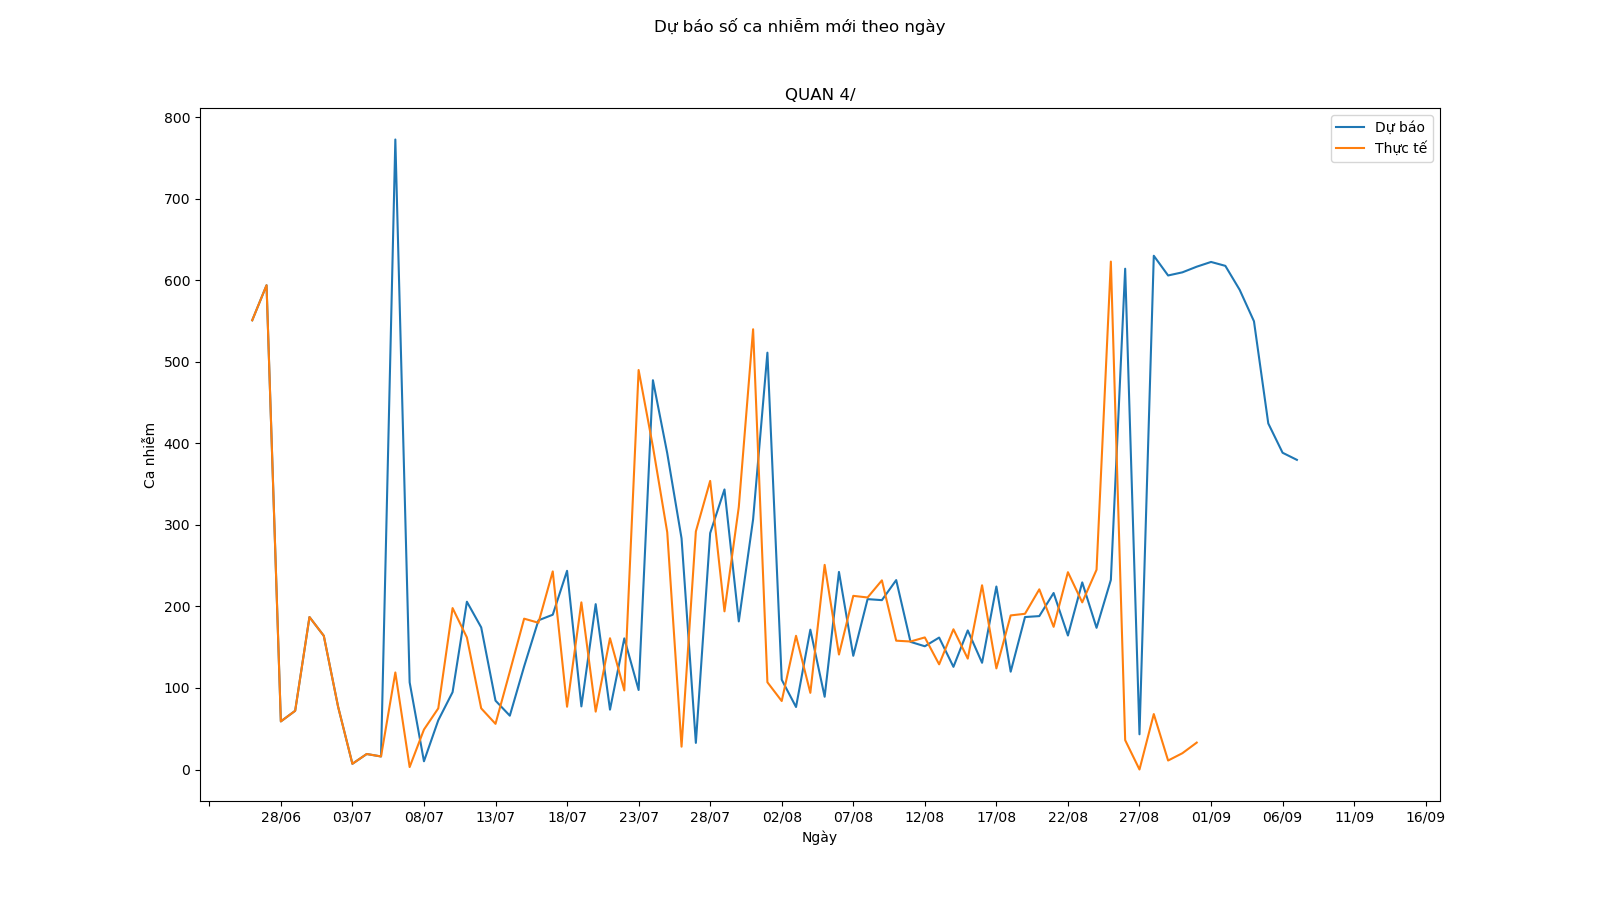 Dự báo số ca nhiễm mới theo ngày
QUAN 4/
Dự báo
Thực tế
800
700
600
500
400
300
200
100
0
Ca nhiễm
28/06 03/07 08/07 13/07 18/07 23/07 28/07 02/08 07/08 12/08 17/08 22/08 27/08 01/09 06/09 11/09 16/09
Ngày